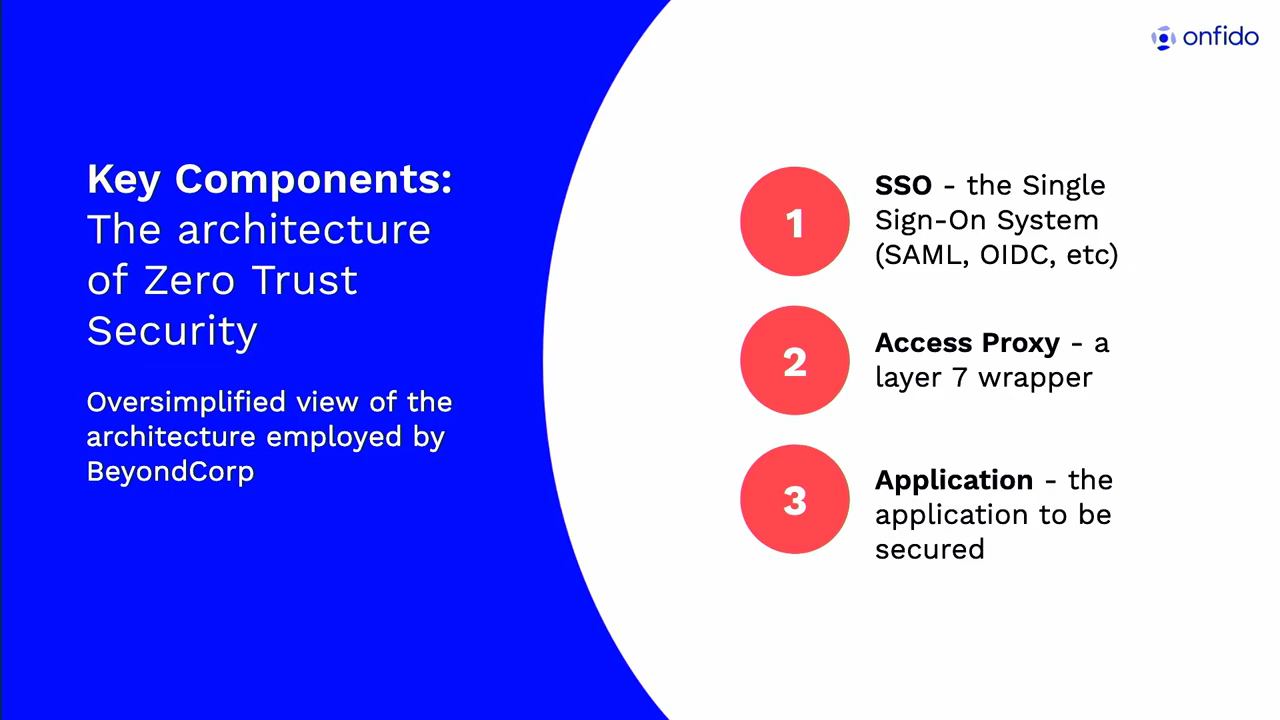 onfido
Key Components:
The architecture
of Zero Trust
Security
Oversimplified view of the
architecture employed by
BeyondCorp
1
SSO - the Single
Sign-On System
(SAML, OIDC, etc)
2
Access Proxy - a
layer 7 wrapper
3
Application - the
application to be
secured